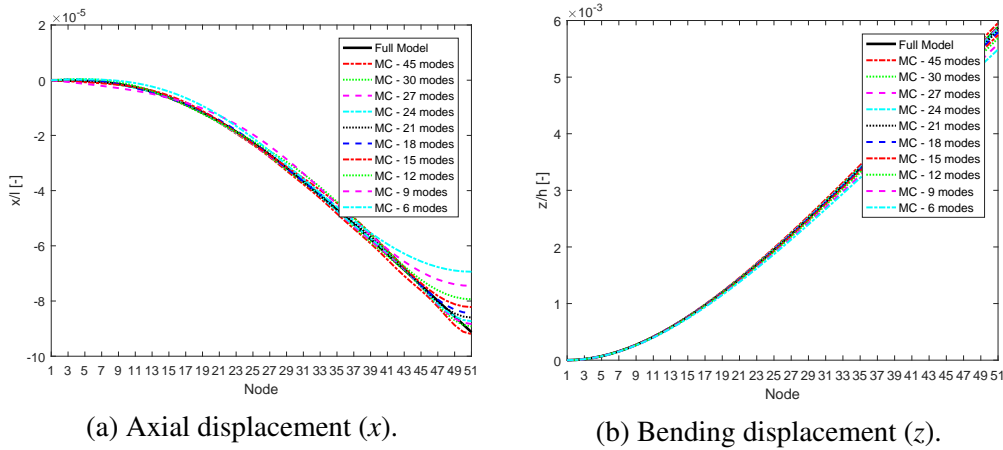 ×10⁻⁵
2
0
-2
-4
-6
-8
-10
x/l [-]
1 3 5 7 9 11 13 15 17 19 21 23 25 27 29 31 33 35 37 39 41 43 45 47 49 51
Node
Full Model
MC - 45 modes
MC - 30 modes
MC - 27 modes
MC - 24 modes
MC - 21 modes
MC - 18 modes
MC - 15 modes
MC - 12 modes
MC - 9 modes
MC - 6 modes
(a) Axial displacement (x).
×10⁻³
6
5
4
3
2
1
0
z/h [-]
1 3 5 7 9 11 13 15 17 19 21 23 25 27 29 31 33 35 37 39 41 43 45 47 49 51
Node
Full Model
MC - 45 modes
MC - 30 modes
MC - 27 modes
MC - 24 modes
MC - 21 modes
MC - 18 modes
MC - 15 modes
MC - 12 modes
MC - 9 modes
MC - 6 modes
(b) Bending displacement (z).